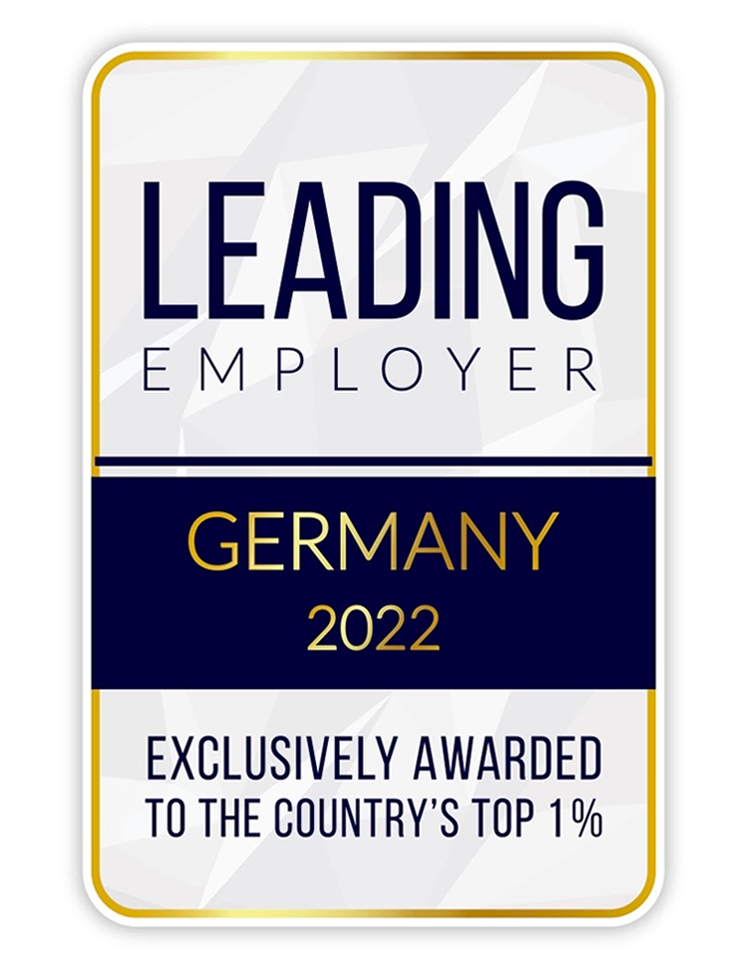 LEADING
EMPLOYER
GERMANY
2022
EXCLUSIVELY AWARDED
TO THE COUNTRY'S TOP 1%